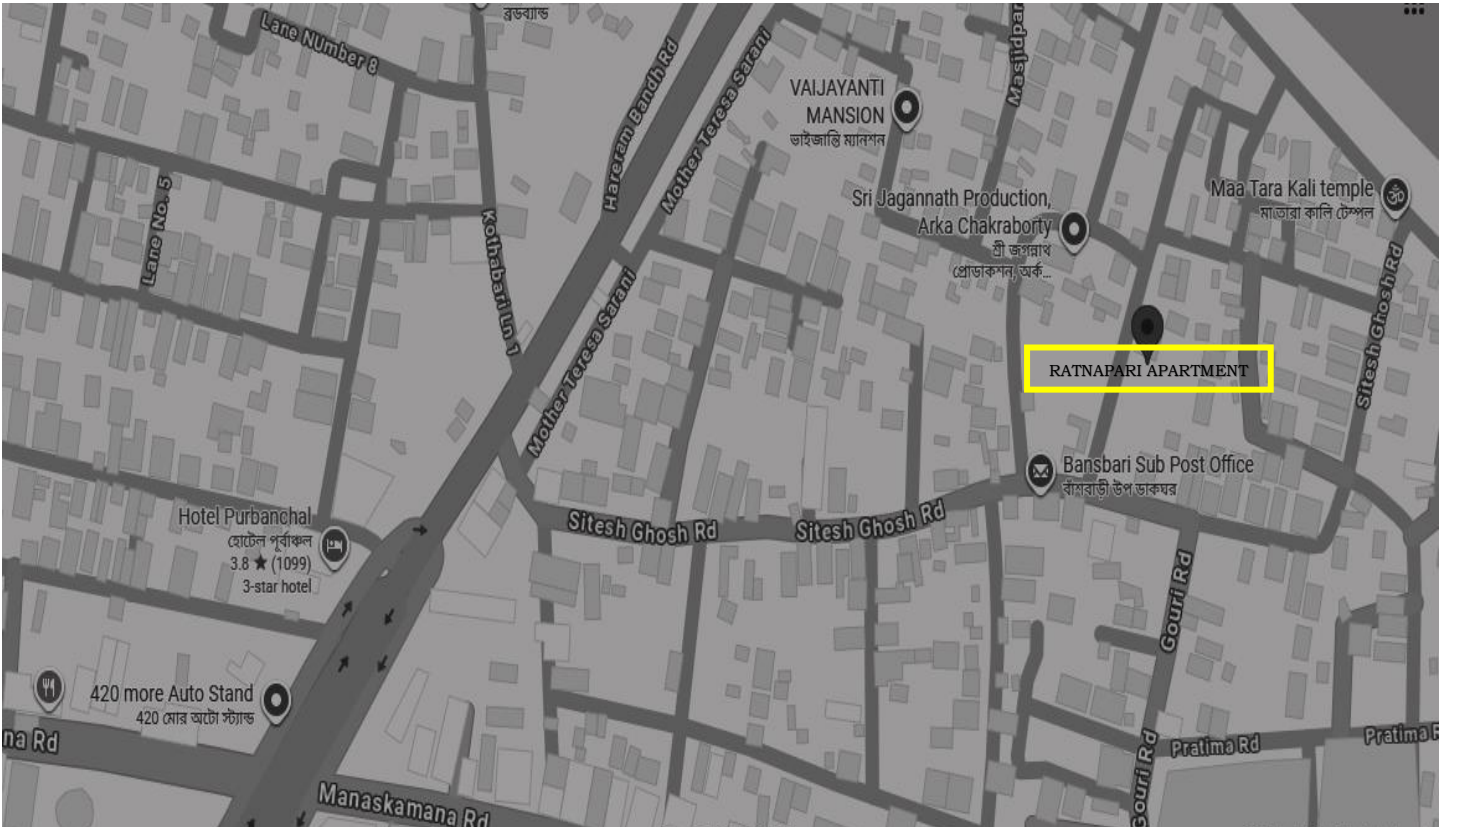 ব্রডব্যান্ড
Lane NUmber 8
Hareram Bandh Rd
Mother Teresa Sarani
Masjidpar
VAIJAYANTI
MANSION
ভাইজান্তি ম্যানশন
Lane No. 5
Kothabari Ln 1
Sri Jagannath Production,
Arka Chakraborty
শ্রী জগন্নাথ
প্রোডাকশন, অর্ক...
Maa Tara Kali temple
মা তারা কালি টেম্পল
Sitesh Ghosh Rd
Mother Teresa Sarani
RATNAPARI APARTMENT
Bansbari Sub Post Office
বাঁশবাড়ী উপ ডাকঘর
Hotel Purbanchal
হোটেল পূর্বাঞ্চল
3.8 ★ (1099)
3-star hotel
Sitesh Ghosh Rd
Sitesh Ghosh Rd
Gouri Rd
420 more Auto Stand
420 মোর অটো স্ট্যান্ড
na Rd
Manaskamana Rd
Gouri Rd
Pratima Rd
Pratima R